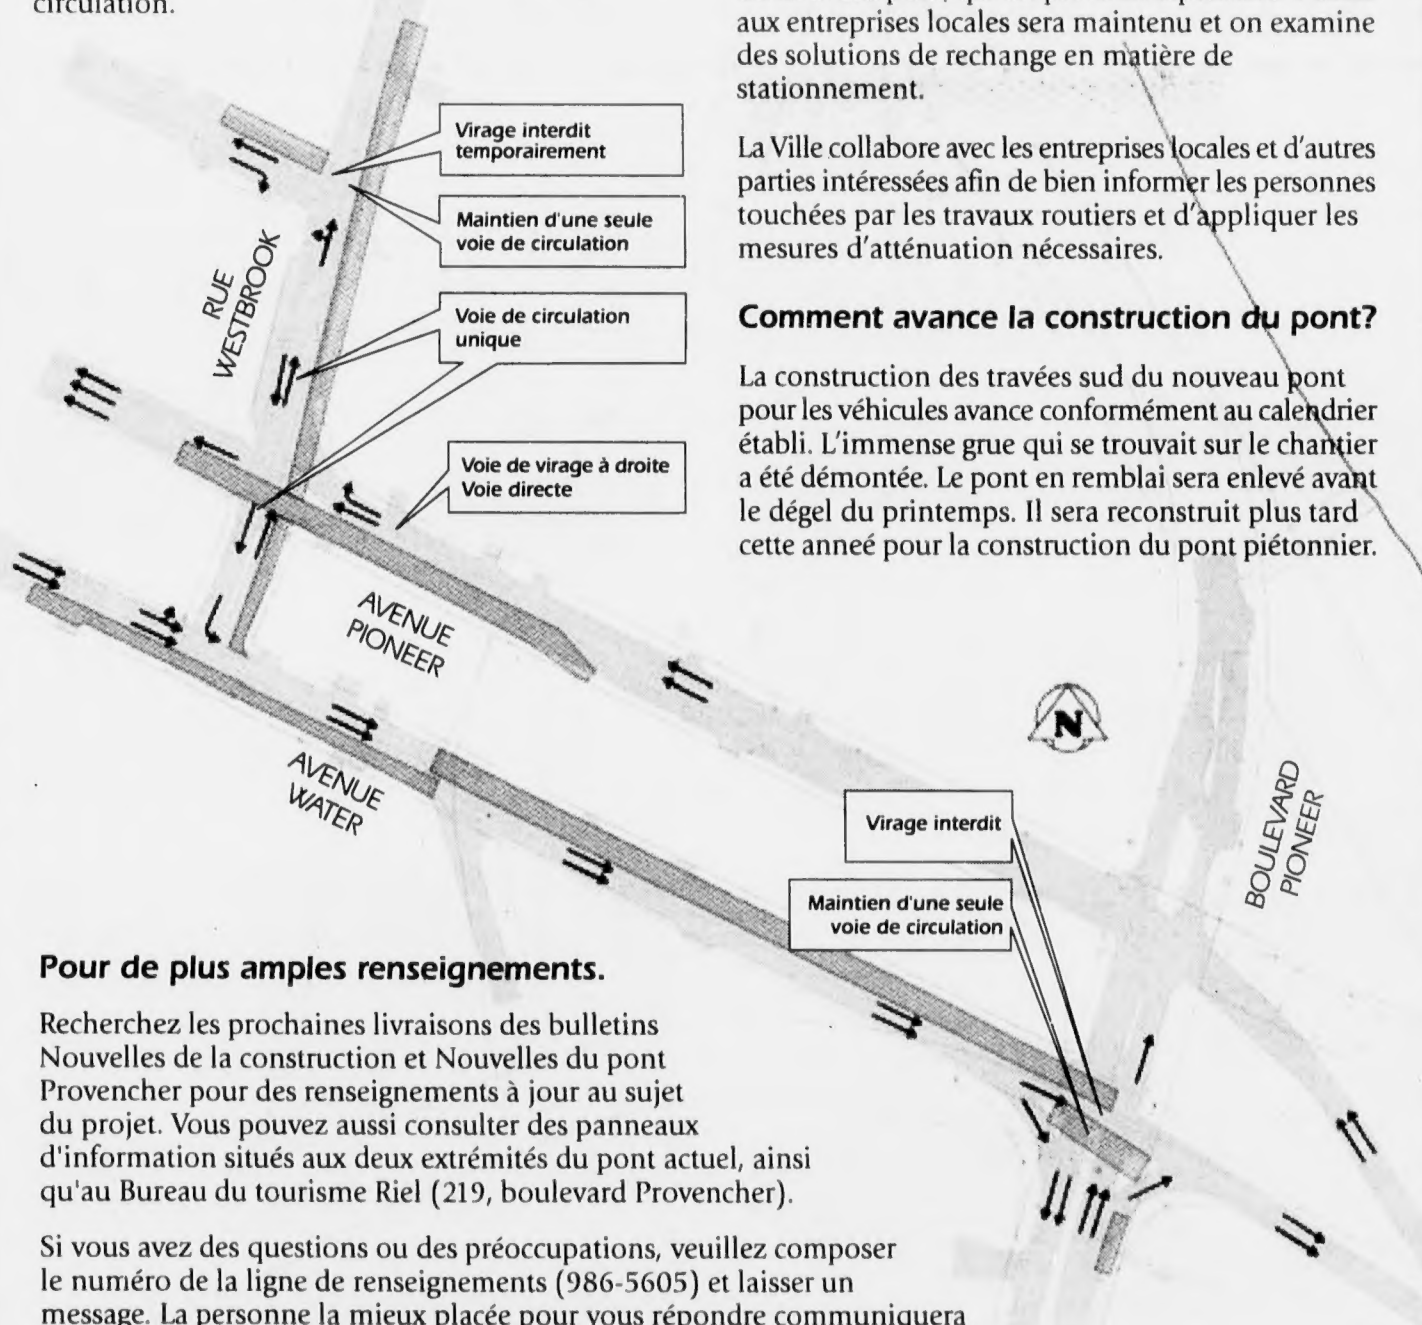 circulation.
aux entreprises locales sera maintenu et on examine
des solutions de rechange en matière de
stationnement.
La Ville collabore avec les entreprises locales et d'autres
parties intéressées afin de bien informer les personnes
touchées par les travaux routiers et d'appliquer les
mesures d'atténuation nécessaires.
Comment avance la construction du pont?
La construction des travées sud du nouveau pont
pour les véhicules avance conformément au calendrier
établi. L'immense grue qui se trouvait sur le chantier
a été démontée. Le pont en remblai sera enlevé avant
le dégel du printemps. Il sera reconstruit plus tard
cette anneé pour la construction du pont piétonnier.
Virage interdit
temporairement
Maintien d'une seule
voie de circulation
RUE
WESTBROOK
Voie de circulation
unique
Voie de virage à droite
Voie directe
AVENUE
PIONEER
N
AVENUE
WATER
BOULEVARD
PIONEER
Virage interdit
Maintien d'une seule
voie de circulation
Pour de plus amples renseignements.
Recherchez les prochaines livraisons des bulletins
Nouvelles de la construction et Nouvelles du pont
Provencher pour des renseignements à jour au sujet
du projet. Vous pouvez aussi consulter des panneaux
d'information situés aux deux extrémités du pont actuel, ainsi
qu'au Bureau du tourisme Riel (219, boulevard Provencher).
Si vous avez des questions ou des préoccupations, veuillez composer
le numéro de la ligne de renseignements (986-5605) et laisser un
message. La personne la mieux placée pour vous répondre communiquera